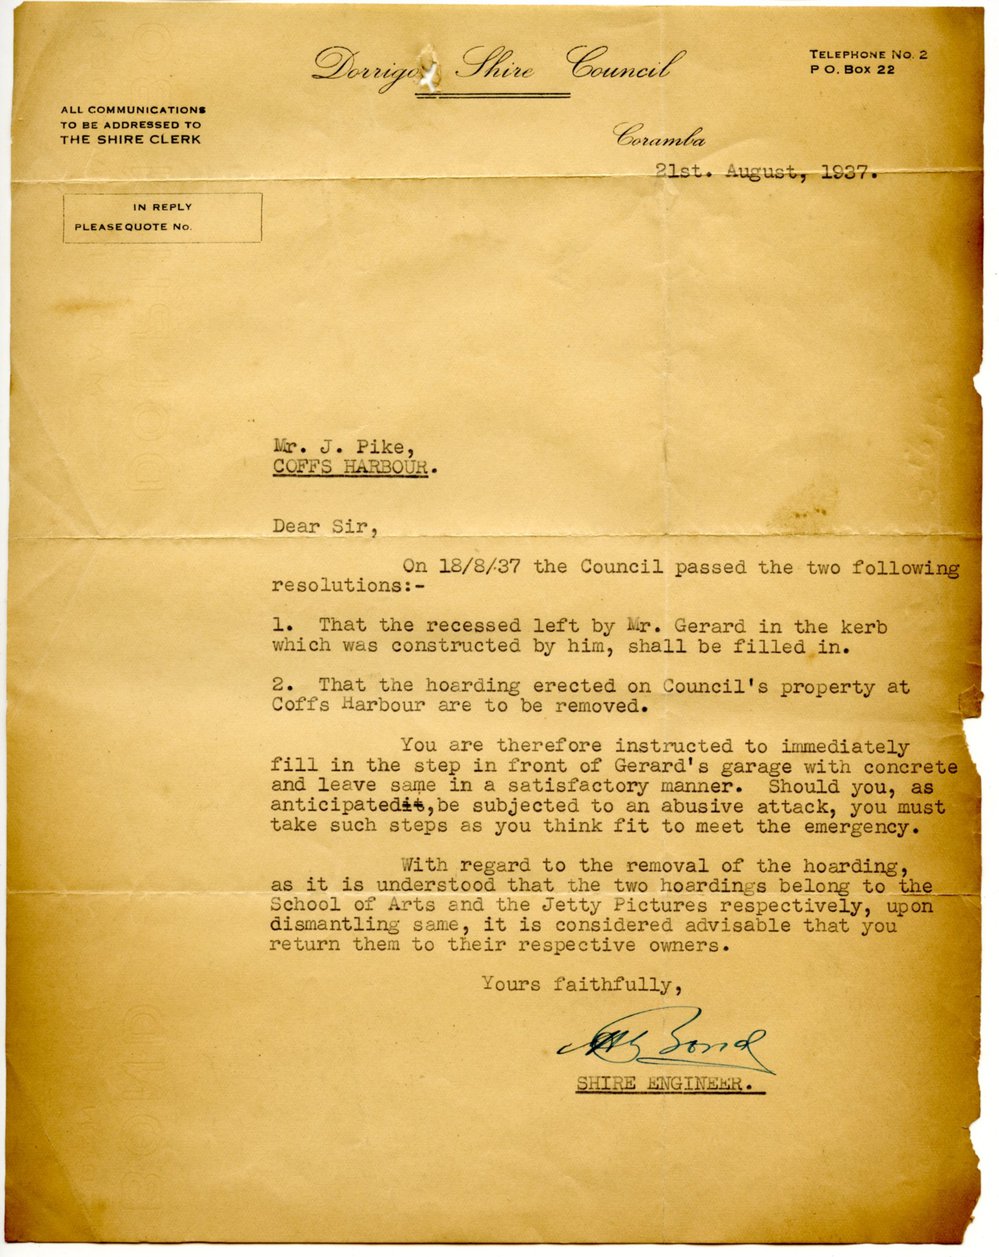 Dorrigo Shire Council
TELEPHONE NO. 2
P O. BOX 22
ALL COMMUNICATIONS
TO BE ADDRESSED TO
THE SHIRE CLERK
Coramba
21st. August, 1937.
IN REPLY
PLEASE QUOTE NO.
Mr. J. Pike,
COFFS HARBOUR.
Dear Sir,
On 18/8/37 the Council passed the two following
resolutions:-
1. That the recessed left by Mr. Gerard in the kerb
which was constructed by him, shall be filled in.
2. That the hoarding erected on Council's property at
Coffs Harbour are to be removed.
You are therefore instructed to immediately
fill in the step in front of Gerard's garage with concrete
and leave same in a satisfactory manner. Should you, as
anticipated it, be subjected to an abusive attack, you must
take such steps as you think fit to meet the emergency.
With regard to the removal of the hoarding,
as it is understood that the two hoardings belong to the
School of Arts and the Jetty Pictures respectively, upon
dismantling same, it is considered advisable that you
return them to their respective owners.
Yours faithfully,
Bond
SHIRE ENGINEER.